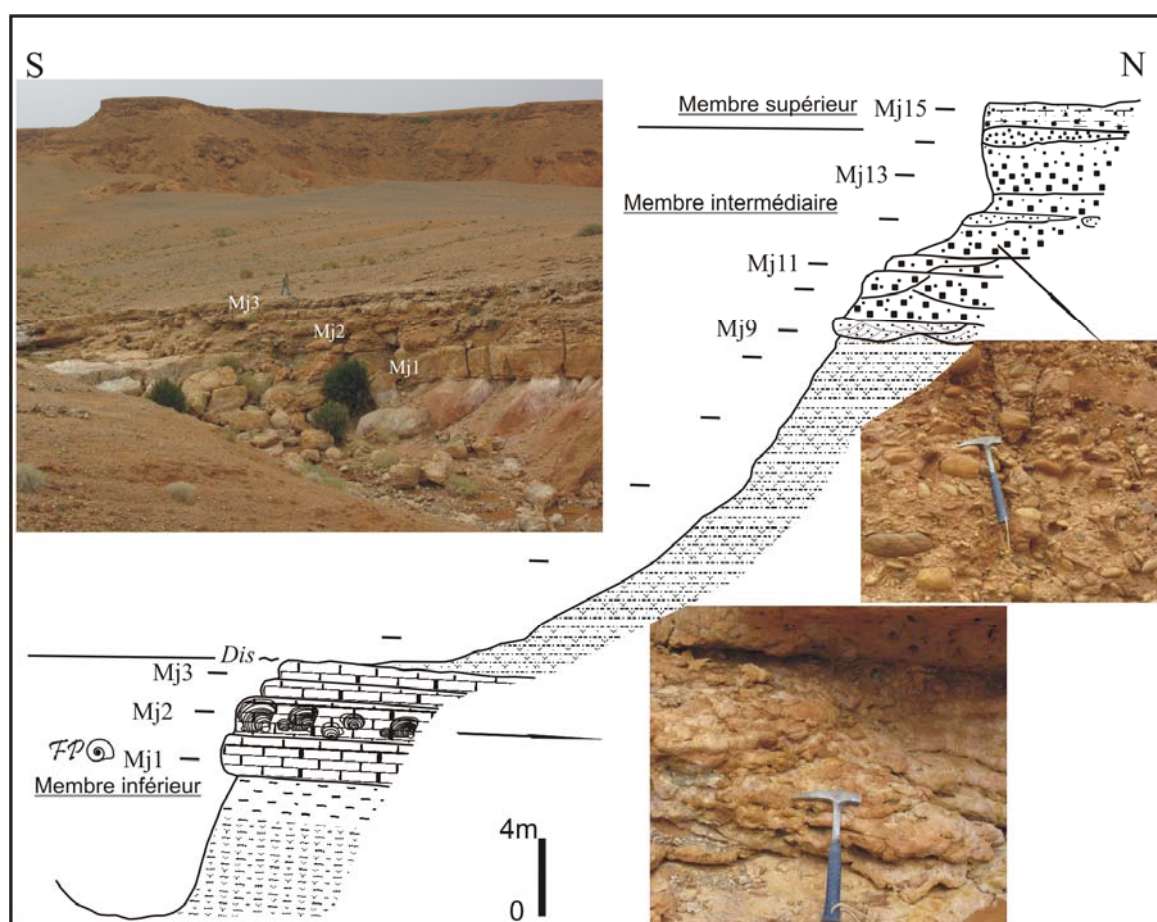 S
N
Membre supérieur
Mj15
Mj13
Membre intermédiaire
Mj11
Mj9
Mj3
Mj2
Mj1
Dis
Mj3
Mj2
FP
Mj1
Membre inférieur
4m
0